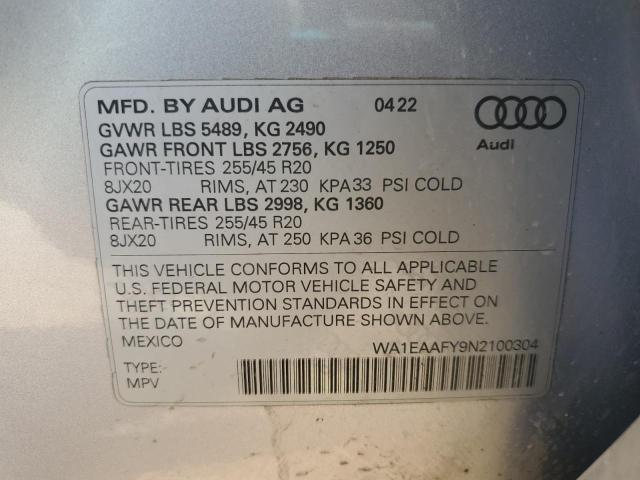 MFD. BY AUDI AG 04 22
GVWR LBS 5489, KG 2490
GAWR FRONT LBS 2756, KG 1250
Audi
FRONT-TIRES 255/45 R20
8JX20 RIMS, AT 230 KPA 33 PSI COLD
GAWR REAR LBS 2998, KG 1360
REAR-TIRES 255/45 R20
8JX20 RIMS, AT 250 KPA 36 PSI COLD
THIS VEHICLE CONFORMS TO ALL APPLICABLE
U.S. FEDERAL MOTOR VEHICLE SAFETY AND
THEFT PREVENTION STANDARDS IN EFFECT ON
THE DATE OF MANUFACTURE SHOWN ABOVE.
MEXICO
WA1EAAFY9N2100304
TYPE:
MPV